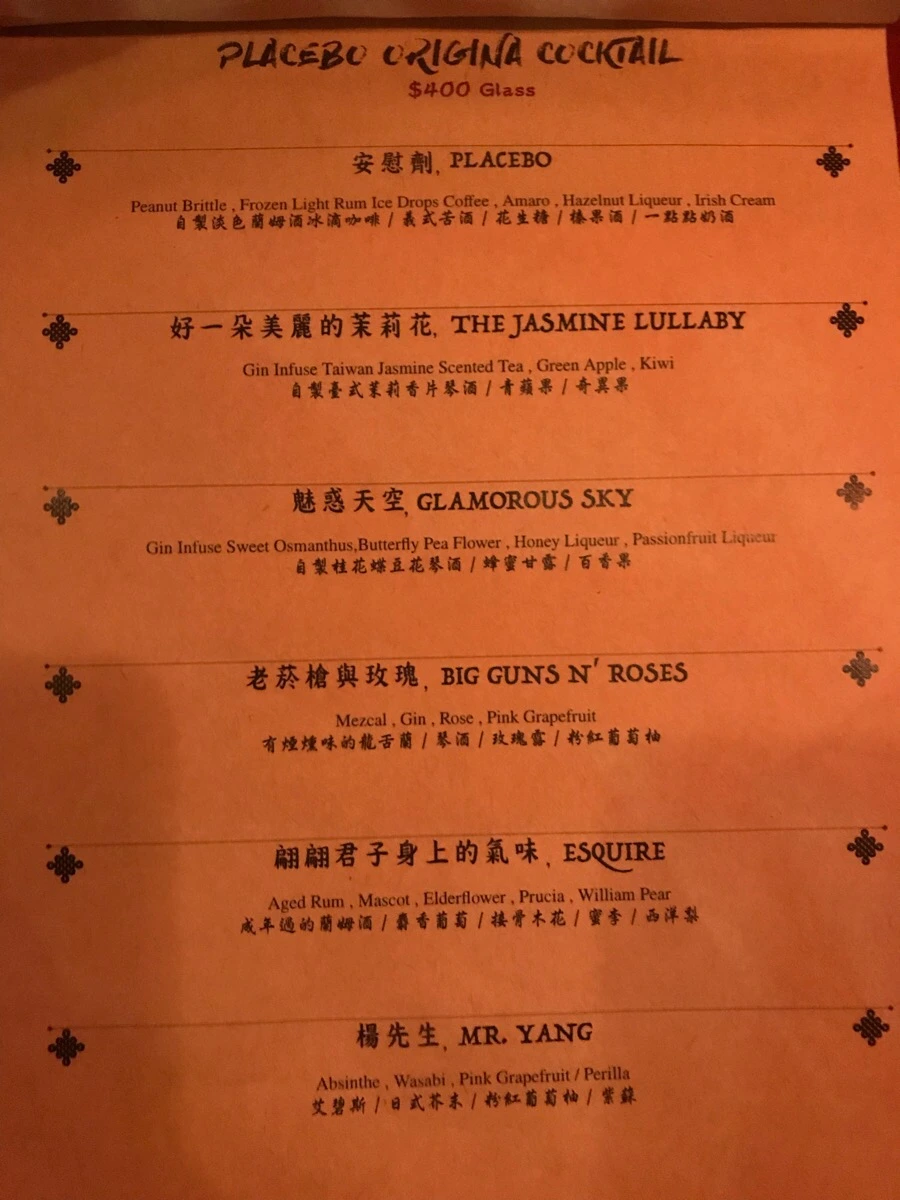 PLACEBO ORIGINA COCKTAIL
$400 Glass
安慰劑, PLACEBO
Peanut Brittle , Frozen Light Rum Ice Drops Coffee , Amaro , Hazelnut Liqueur , Irish Cream
自製淡色蘭姆酒冰滴咖啡 / 義式苦酒 / 花生糖 / 榛果酒 / 一點點奶酒
好一朵美麗的茉莉花, THE JASMINE LULLABY
Gin Infuse Taiwan Jasmine Scented Tea , Green Apple , Kiwi
自製臺式茉莉香片琴酒 / 青蘋果 / 奇異果
魅惑天空, GLAMOROUS SKY
Gin Infuse Sweet Osmanthus,Butterfly Pea Flower , Honey Liqueur , Passionfruit Liqueur
自製桂花蝶豆花琴酒 / 蜂蜜甘露 / 百香果
老菸槍與玫瑰, BIG GUNS N' ROSES
Mezcal , Gin , Rose , Pink Grapefruit
有煙燻味的龍舌蘭 / 琴酒 / 玫瑰露 / 粉紅葡萄柚
翩翩君子身上的氣味, ESQUIRE
Aged Rum , Mascot , Elderflower , Prucia , William Pear
成年過的蘭姆酒 / 麝香葡萄 / 接骨木花 / 蜜李 / 西洋梨
楊先生, MR. YANG
Absinthe , Wasabi , Pink Grapefruit / Perilla
艾碧斯 / 日式芥末 / 粉紅葡萄柚 / 紫蘇